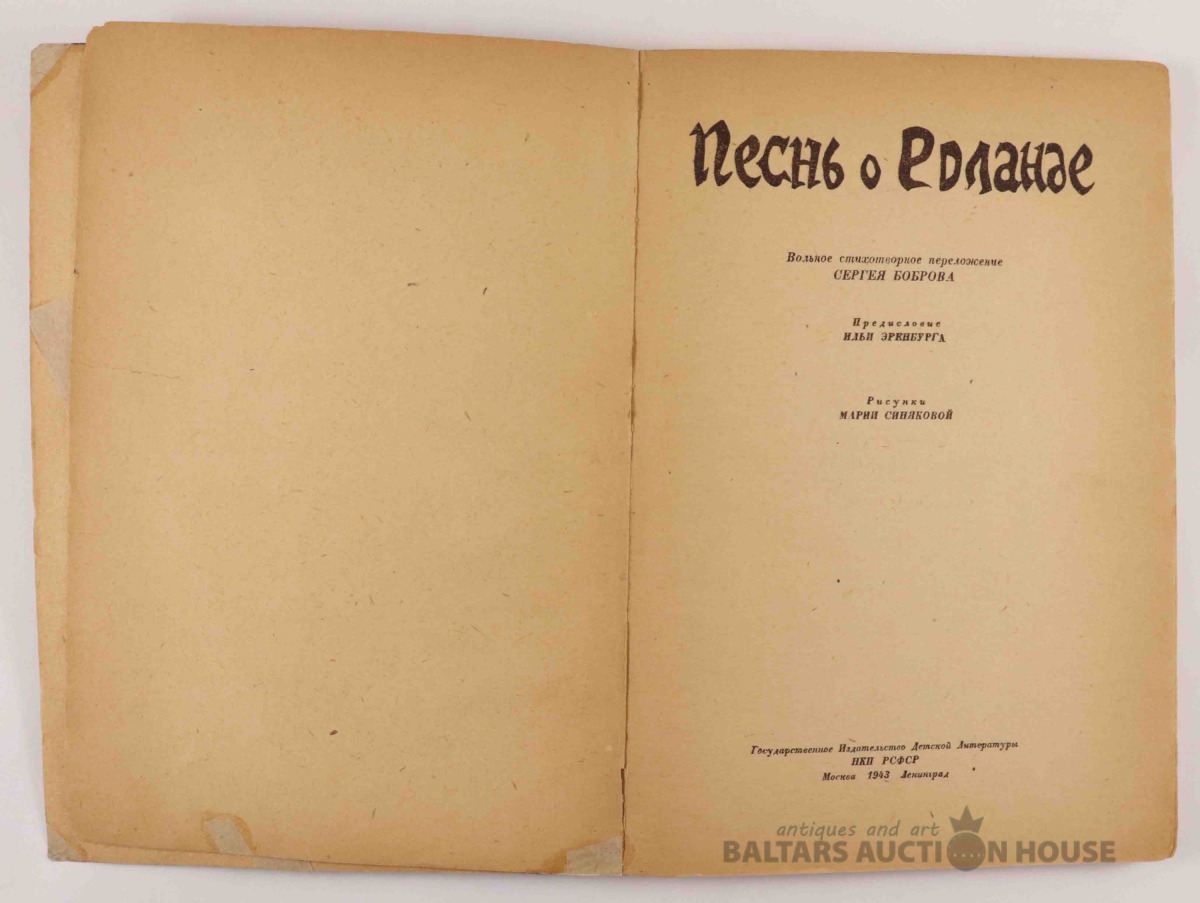 Песнь о Роланде
Вольное стихотворное переложение
СЕРГЕЯ БОБРОВА
Предисловие
ИЛЬИ ЭРЕНБУРГА
Рисунки
МАРИИ СИНЯКОВОЙ
Государственное Издательство Детской Литературы
НКП РСФСР
Москва 1943 Ленинград
antiques and art
BALTARS AUCTION HOUSE